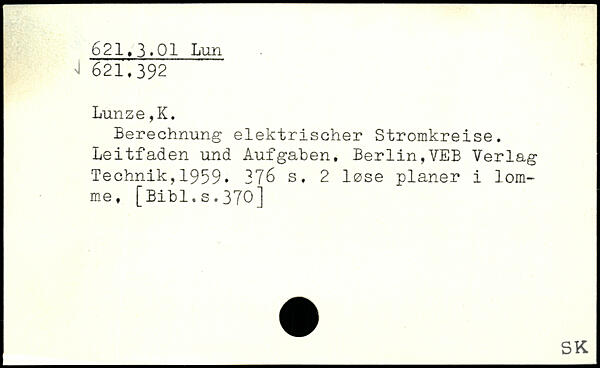 621.3.01 Lun
621.392
Lunze,K.
Berechnung elektrischer Stromkreise.
Leitfaden und Aufgaben. Berlin,VEB Verlag
Technik,1959. 376 s. 2 løse planer i lom-
me. [Bibl.s.370]
SK